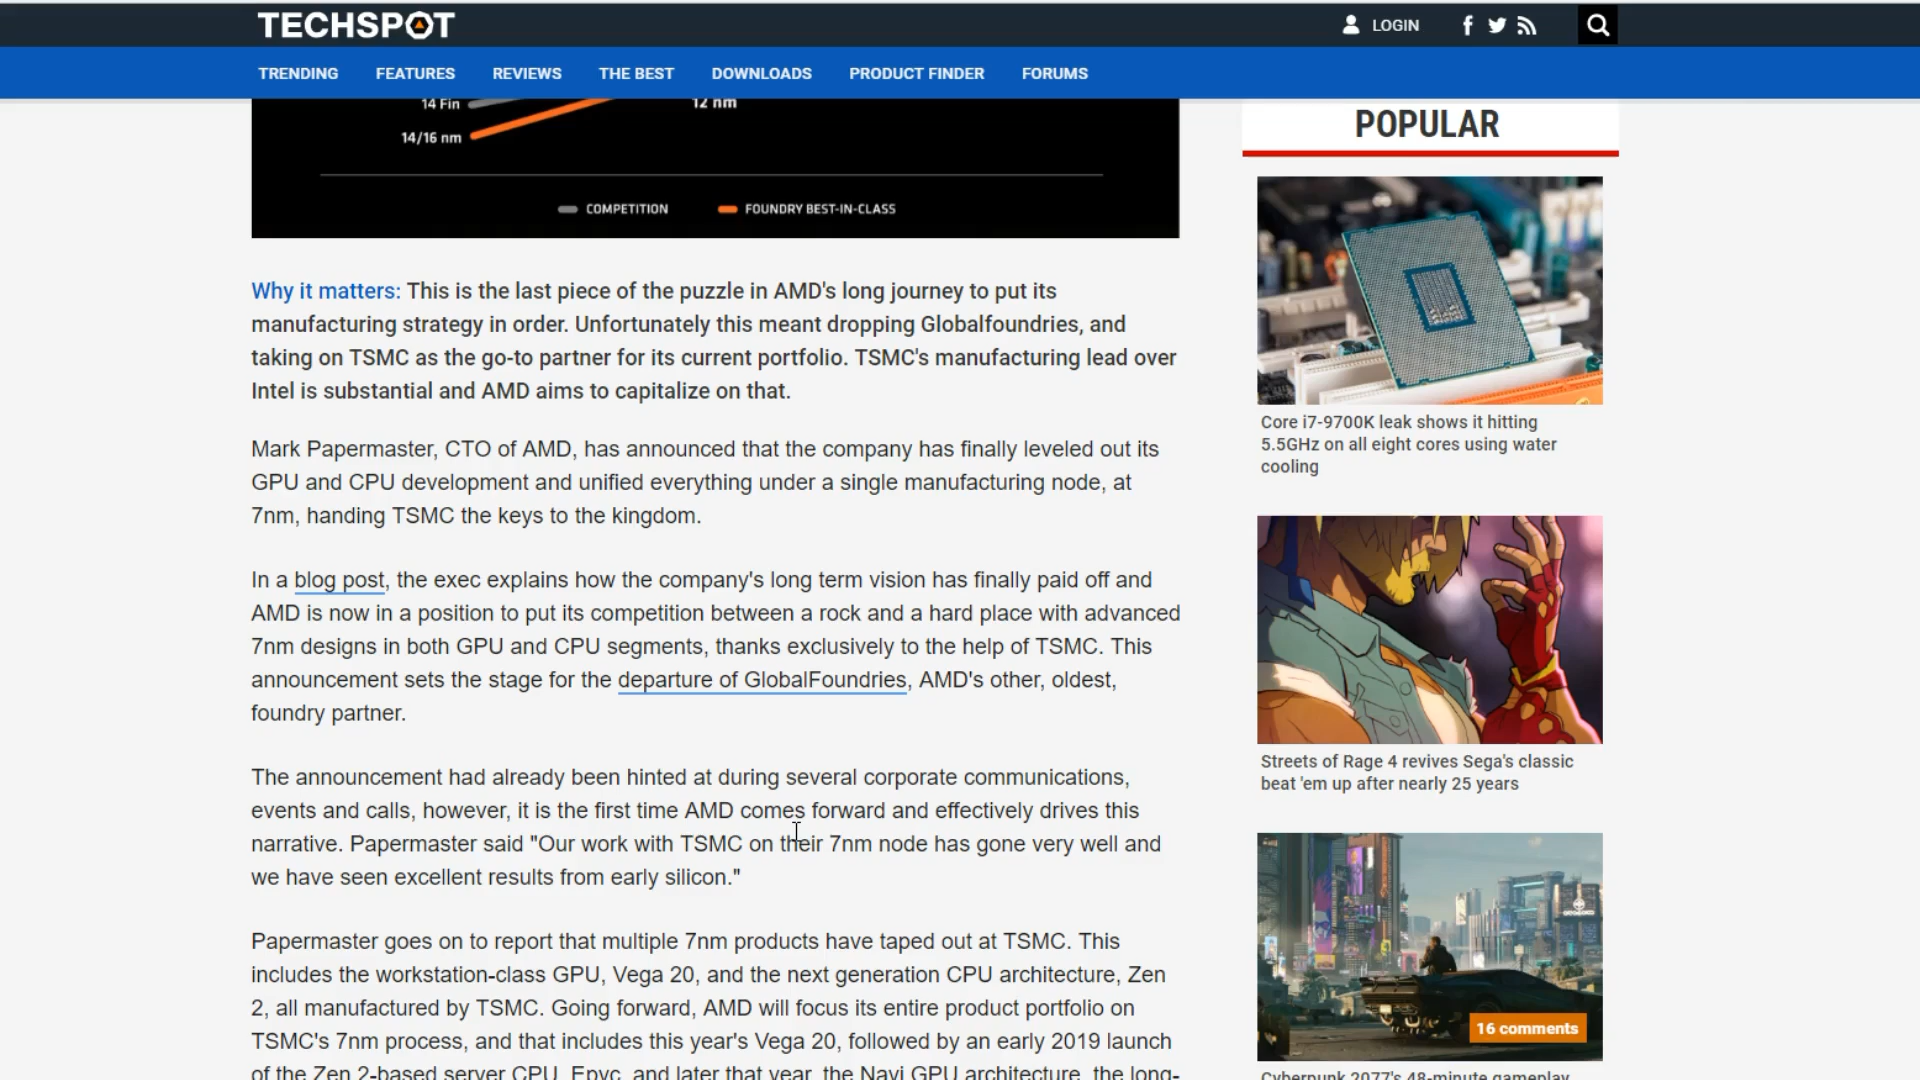 TECHSPOT
LOGIN
TRENDING FEATURES REVIEWS THE BEST DOWNLOADS PRODUCT FINDER FORUMS
14 Fin
12 nm
14/16 nm
COMPETITION FOUNDRY BEST-IN-CLASS
Why it matters: This is the last piece of the puzzle in AMD's long journey to put its
manufacturing strategy in order. Unfortunately this meant dropping Globalfoundries, and
taking on TSMC as the go-to partner for its current portfolio. TSMC's manufacturing lead over
Intel is substantial and AMD aims to capitalize on that.
Mark Papermaster, CTO of AMD, has announced that the company has finally leveled out its
GPU and CPU development and unified everything under a single manufacturing node, at
7nm, handing TSMC the keys to the kingdom.
In a blog post, the exec explains how the company's long term vision has finally paid off and
AMD is now in a position to put its competition between a rock and a hard place with advanced
7nm designs in both GPU and CPU segments, thanks exclusively to the help of TSMC. This
announcement sets the stage for the departure of GlobalFoundries, AMD's other, oldest,
foundry partner.
The announcement had already been hinted at during several corporate communications,
events and calls, however, it is the first time AMD comes forward and effectively drives this
narrative. Papermaster said "Our work with TSMC on their 7nm node has gone very well and
we have seen excellent results from early silicon."
Papermaster goes on to report that multiple 7nm products have taped out at TSMC. This
includes the workstation-class GPU, Vega 20, and the next generation CPU architecture, Zen
2, all manufactured by TSMC. Going forward, AMD will focus its entire product portfolio on
TSMC's 7nm process, and that includes this year's Vega 20, followed by an early 2019 launch
of the Zen 2-based server CPU, Epyc, and later that year, the Navi GPU architecture, the long-
POPULAR
Core i7-9700K leak shows it hitting
5.5GHz on all eight cores using water
cooling
Streets of Rage 4 revives Sega's classic
beat 'em up after nearly 25 years
16 comments
Cyberpunk 2077's 48-minute gameplay